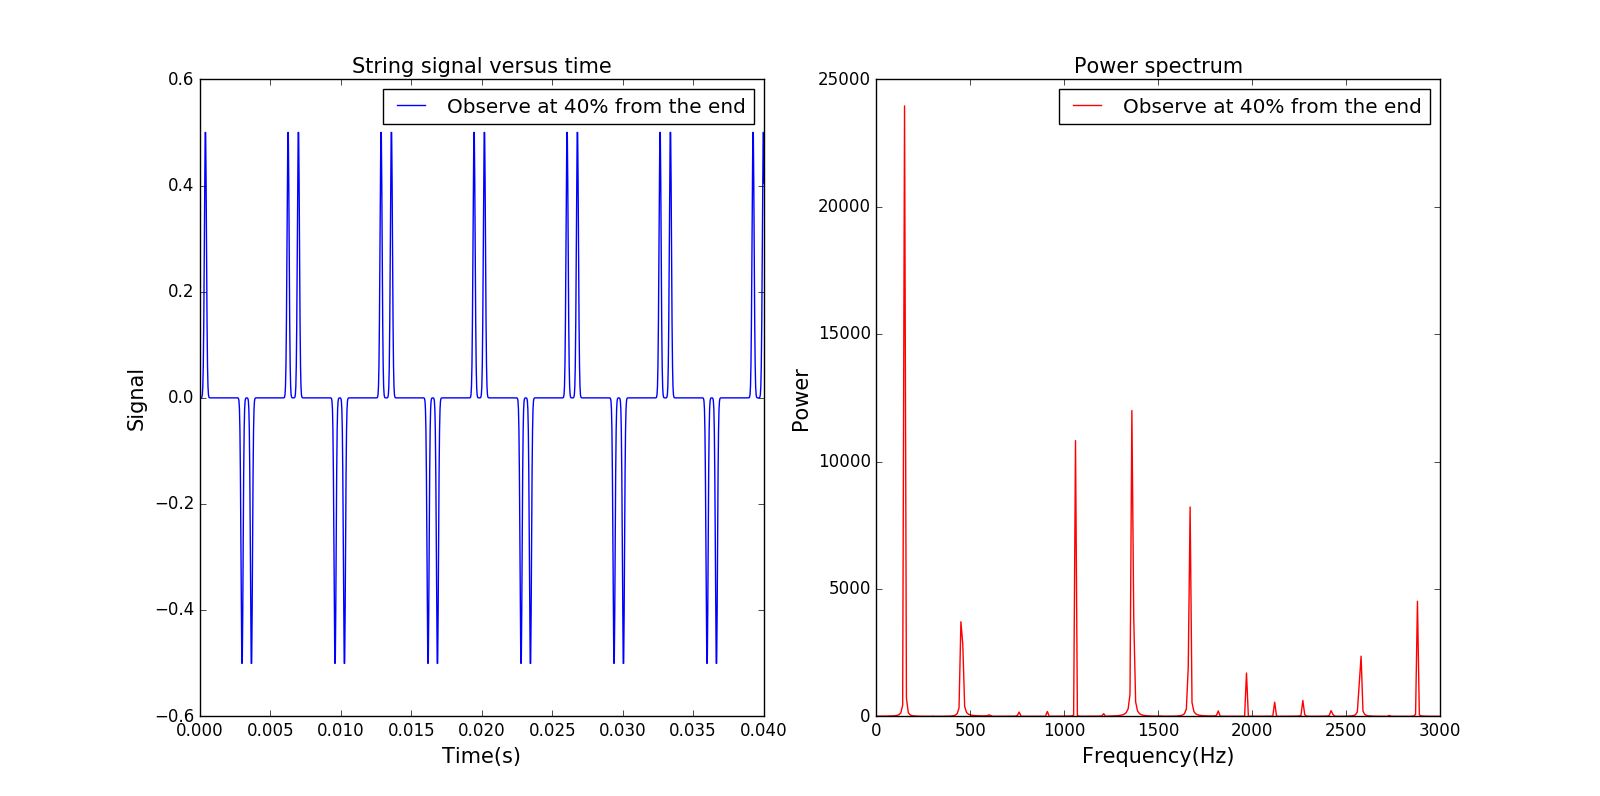 String signal versus time
Observe at 40% from the end
0.6
0.4
0.2
0.0
−0.2
−0.4
−0.6
Signal
0.000 0.005 0.010 0.015 0.020 0.025 0.030 0.035 0.040
Time(s)
Power spectrum
Observe at 40% from the end
25000
20000
15000
10000
5000
0
Power
0 500 1000 1500 2000 2500 3000
Frequency(Hz)